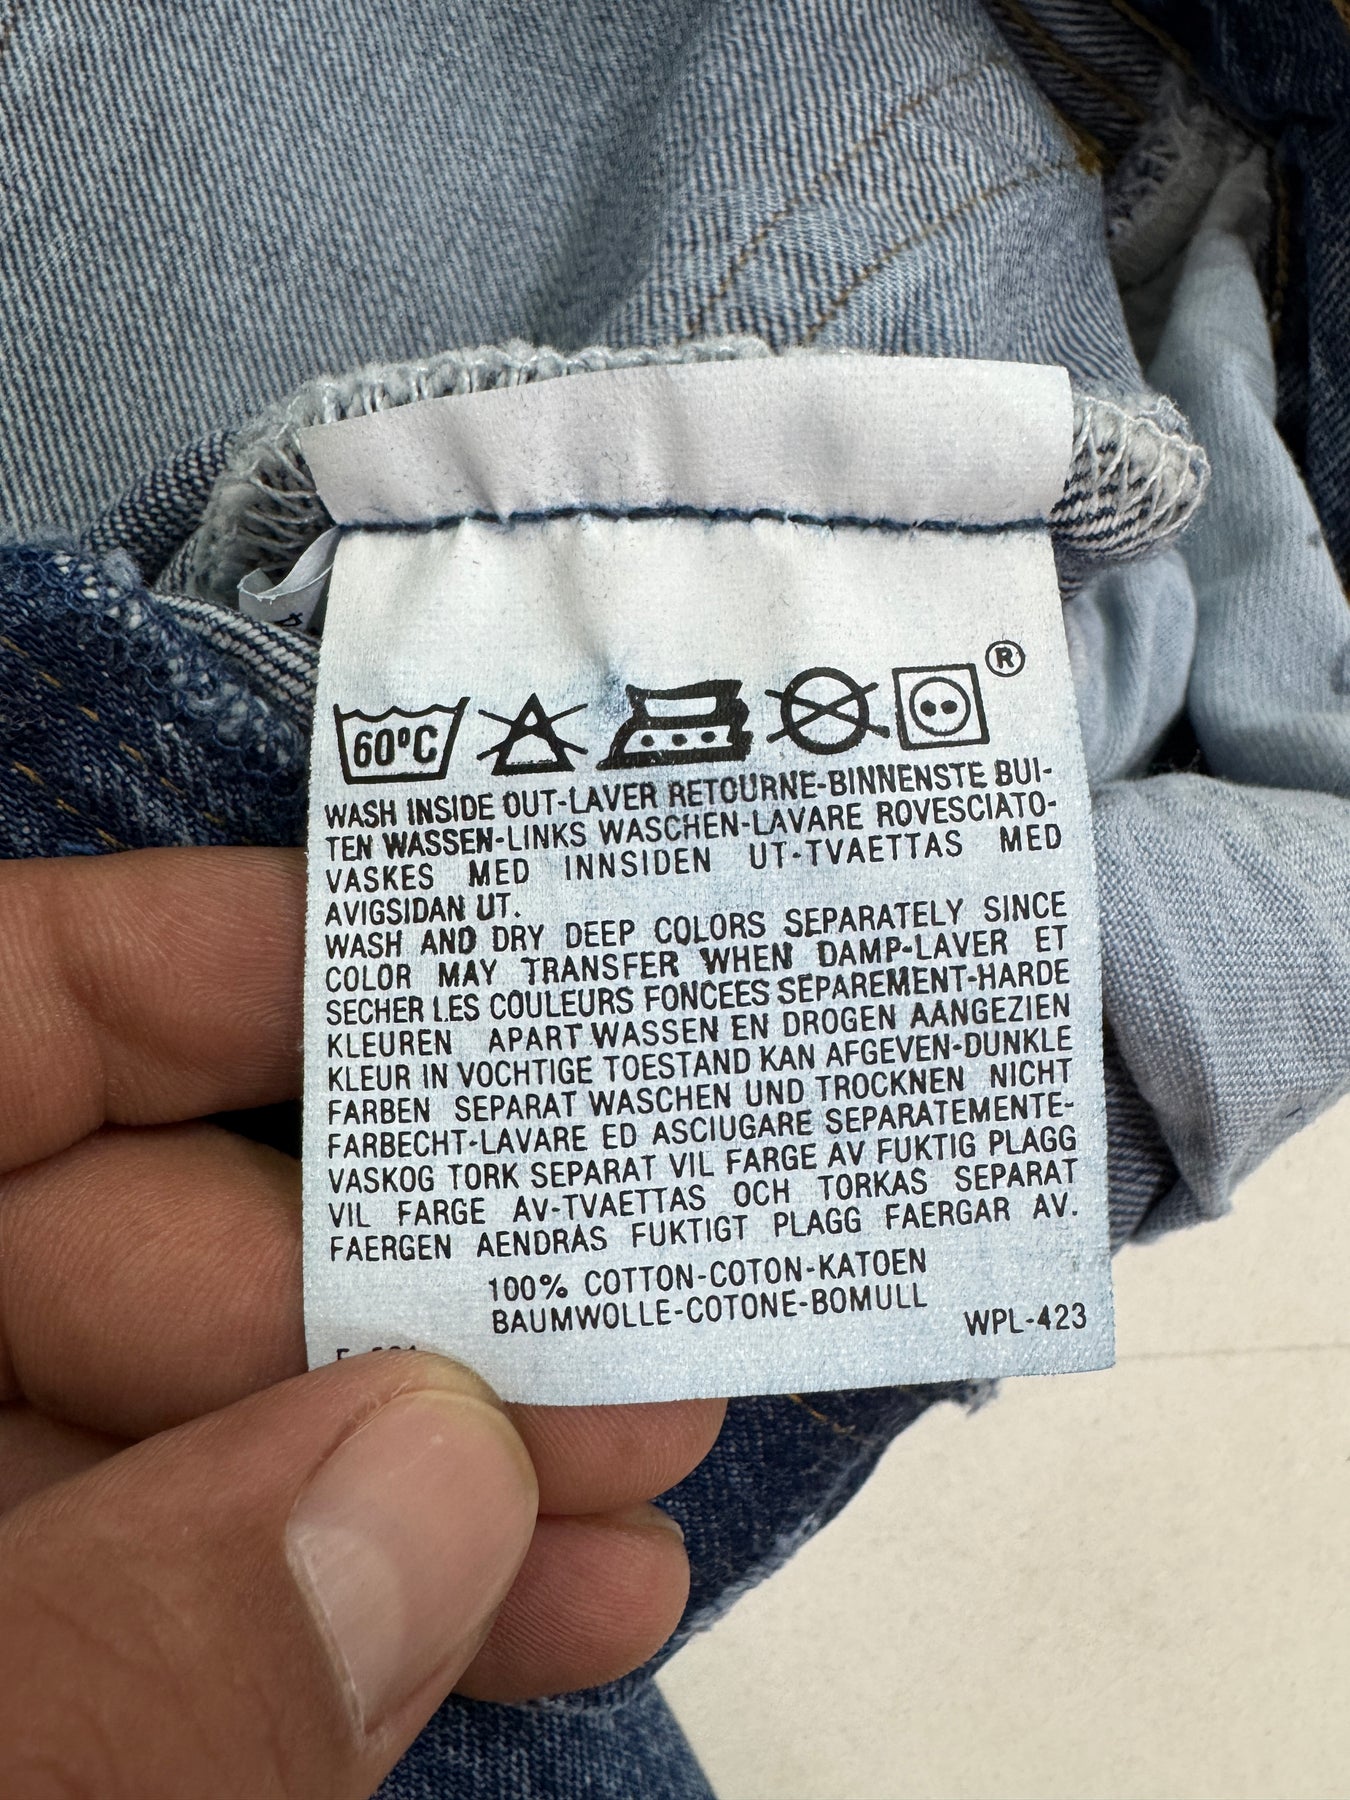 60ºC
®
WASH INSIDE OUT-LAVER RETOURNE-BINNENSTE BUI-
TEN WASSEN-LINKS WASCHEN-LAVARE ROVESCIATO-
VASKES MED INNSIDEN UT-TVAETTAS MED
AVIGSIDAN UT.
WASH AND DRY DEEP COLORS SEPARATELY SINCE
COLOR MAY TRANSFER WHEN DAMP-LAVER ET
SECHER LES COULEURS FONCEES SEPAREMENT-HARDE
KLEUREN APART WASSEN EN DROGEN AANGEZIEN
KLEUR IN VOCHTIGE TOESTAND KAN AFGEVEN-DUNKLE
FARBEN SEPARAT WASCHEN UND TROCKNEN NICHT
FARBECHT-LAVARE ED ASCIUGARE SEPARATEMENTE-
VASKOG TORK SEPARAT VIL FARGE AV FUKTIG PLAGG
VIL FARGE AV-TVAETTAS OCH TORKAS SEPARAT
FAERGEN AENDRAS FUKTIGT PLAGG FAERGAR AV.
100% COTTON-COTON-KATOEN
BAUMWOLLE-COTONE-BOMULL
WPL-423